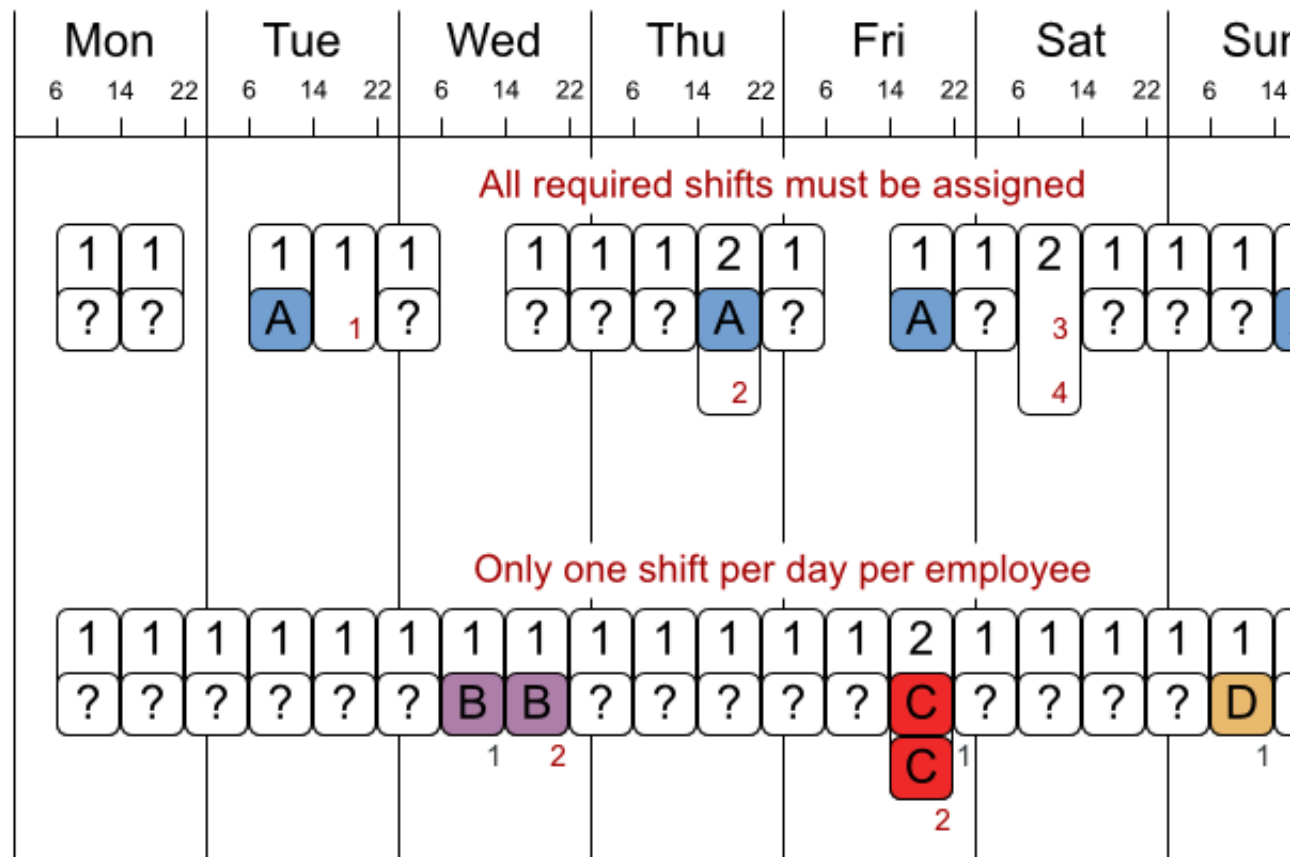 Mon Tue Wed Thu Fri Sat Sun
6 14 22 6 14 22 6 14 22 6 14 22 6 14 22 6 14 22 6 14
All required shifts must be assigned
1 1 1 1 1 1 1 1 2 1 1 1 2 1 1 1
? ? A 1 ? ? ? ? A ? A ? 3 ? ? ?
2 4
Only one shift per day per employee
1 1 1 1 1 1 1 1 1 1 1 1 1 2 1 1 1 1 1
? ? ? ? ? ? B B ? ? ? ? ? C ? ? ? ? D
1 2 C 1 1
2